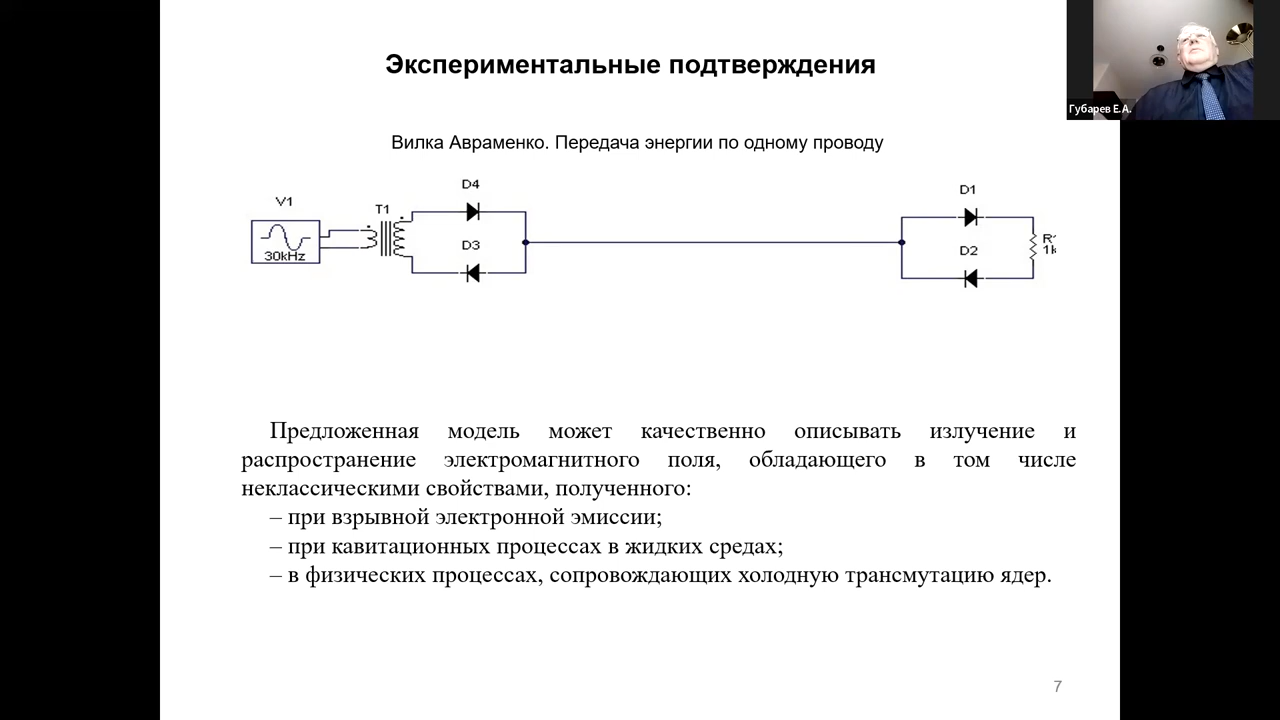 Экспериментальные подтверждения
Губарев Е.А.
Вилка Авраменко. Передача энергии по одному проводу
V1
30kHz
T1
D4
D3
D1
D2
Предложенная модель может качественно описывать излучение и
распространение электромагнитного поля, обладающего в том числе
неклассическими свойствами, полученного:
– при взрывной электронной эмиссии;
– при кавитационных процессах в жидких средах;
– в физических процессах, сопровождающих холодную трансмутацию ядер.
7